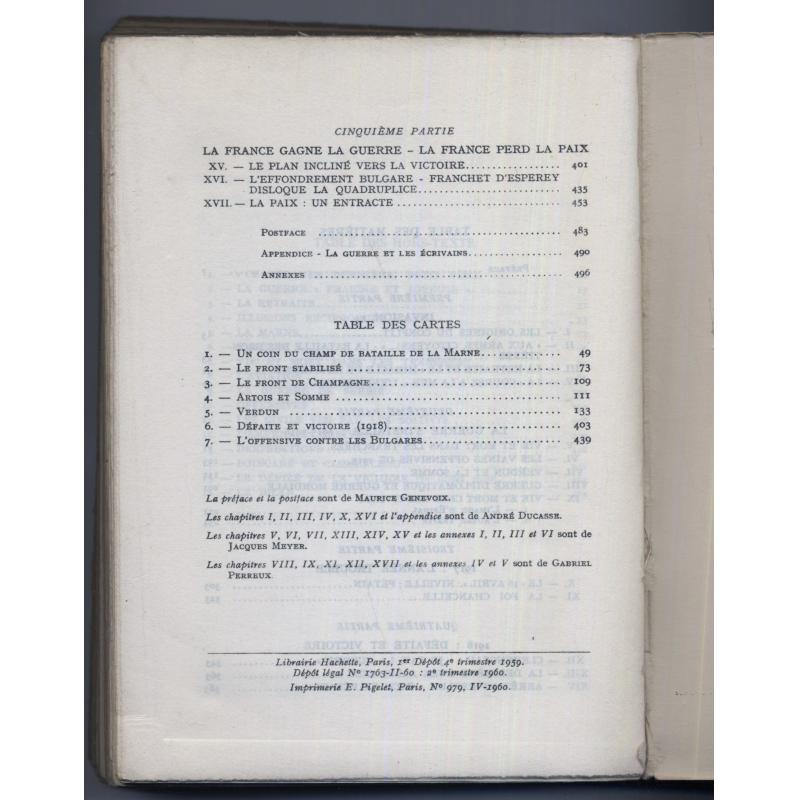 CINQUIÈME PARTIE
LA FRANCE GAGNE LA GUERRE - LA FRANCE PERD LA PAIX
XV. — LE PLAN INCLINÉ VERS LA VICTOIRE.................. 401
XVI. — L'EFFONDREMENT BULGARE - FRANCHET D'ESPEREY
DISLOQUE LA QUADRUPLICE........................... 435
XVII. — LA PAIX : UN ENTRACTE ............................... 453
POSTFACE ............................................. 483
APPENDICE - LA GUERRE ET LES ÉCRIVAINS................ 490
ANNEXES .............................................. 496
TABLE DES CARTES
1. — UN COIN DU CHAMP DE BATAILLE DE LA MARNE............... 49
2. — LE FRONT STABILISÉ ........................................ 73
3. — LE FRONT DE CHAMPAGNE.................................... 109
4. — ARTOIS ET SOMME .......................................... 111
5. — VERDUN .................................................... 133
6. — DÉFAITE ET VICTOIRE (1918)................................. 403
7. — L'OFFENSIVE CONTRE LES BULGARES.......................... 439
La préface et la postface sont de MAURICE GENEVOIX.
Les chapitres I, II, III, IV, X, XVI et l'appendice sont de ANDRÉ DUCASSE.
Les chapitres V, VI, VII, XIII, XIV, XV et les annexes I, II, III et VI sont de
JACQUES MEYER.
Les chapitres VIII, IX, XI, XII, XVII et les annexes IV et V sont de GABRIEL
PERREUX
Librairie Hachette, Paris, 1er Dépôt 4e trimestre 1959.
Dépôt légal No 1763-II-60 : 2e trimestre 1960.
Imprimerie E. Pigelet, Paris, No 979, IV-1960.